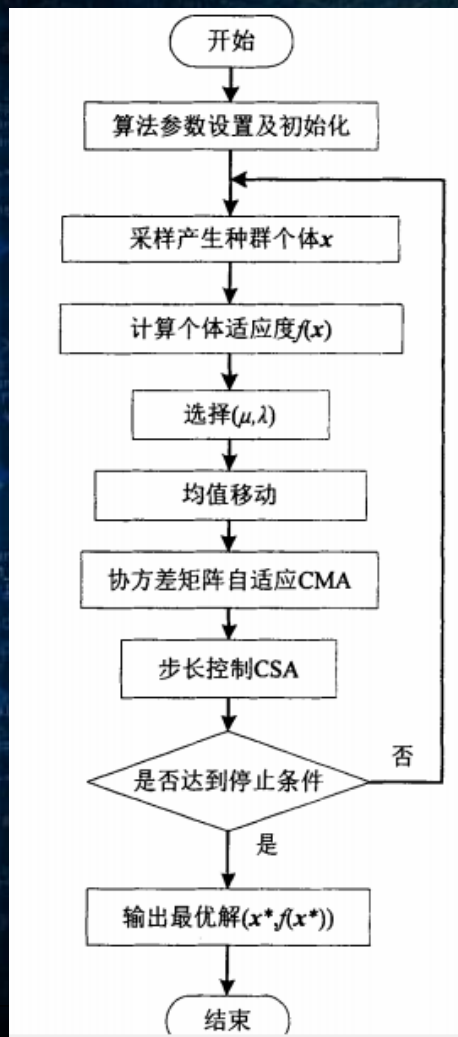 开始
算法参数设置及初始化
采样产生种群个体x
计算个体适应度f(x)
选择(μ,λ)
均值移动
协方差矩阵自适应CMA
步长控制CSA
是否达到停止条件
否
是
输出最优解(x*,f(x*))
结束